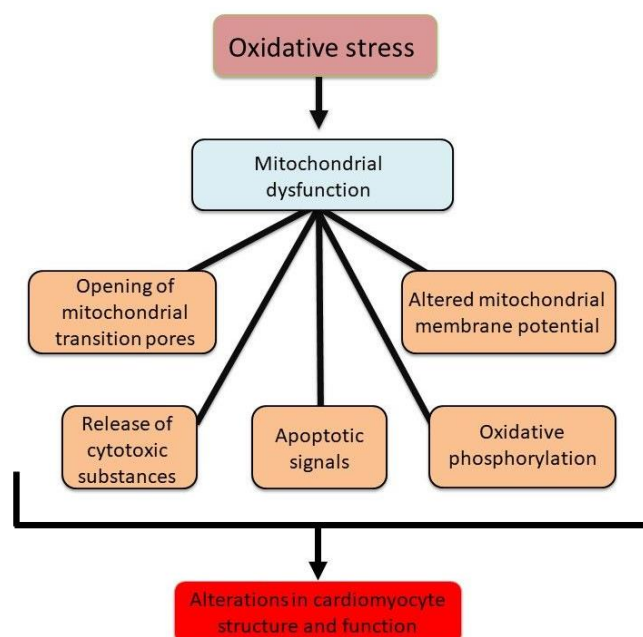 Oxidative stress
Mitochondrial
dysfunction
Opening of
mitochondrial
transition pores
Altered mitochondrial
membrane potential
Release of
cytotoxic
substances
Apoptotic
signals
Oxidative
phosphorylation
Alterations in cardiomyocyte
structure and function